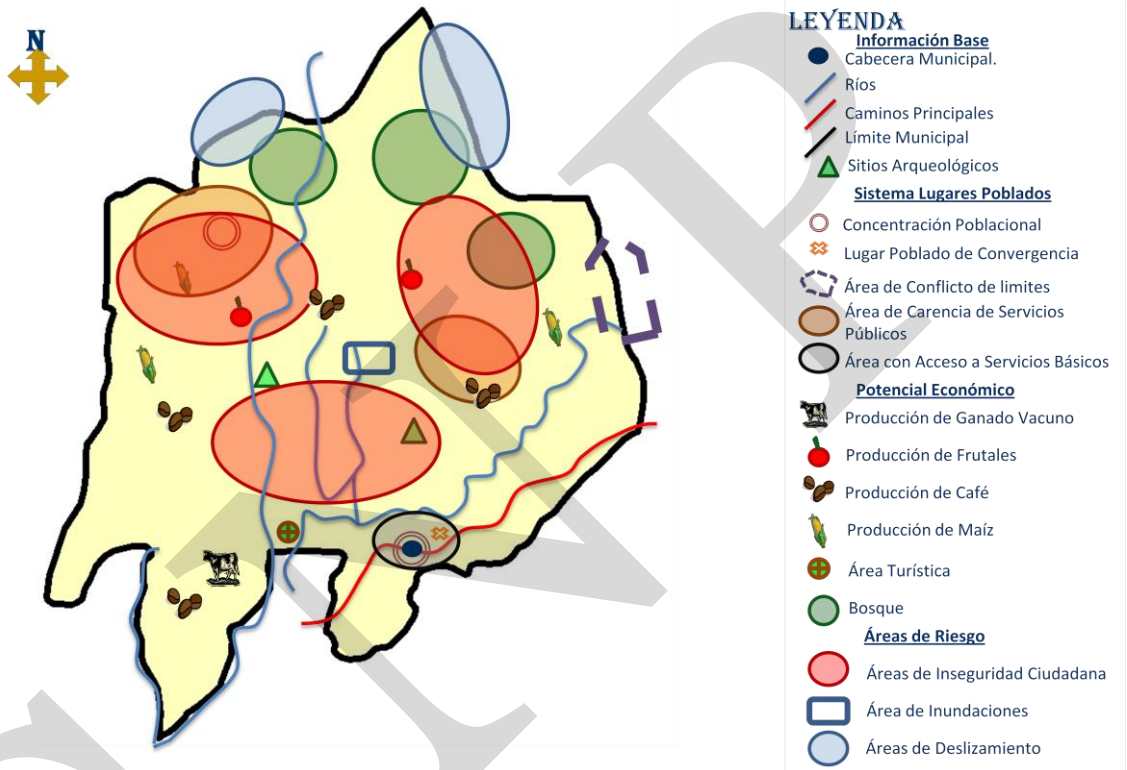 N
LEYENDA
Información Base
Cabecera Municipal.
Ríos
Caminos Principales
Límite Municipal
Sitios Arqueológicos
Sistema Lugares Poblados
Concentración Poblacional
Lugar Poblado de Convergencia
Área de Conflicto de limites
Área de Carencia de Servicios
Públicos
Área con Acceso a Servicios Básicos
Potencial Económico
Producción de Ganado Vacuno
Producción de Frutales
Producción de Café
Producción de Maíz
Área Turística
Bosque
Áreas de Riesgo
Áreas de Inseguridad Ciudadana
Área de Inundaciones
Áreas de Deslizamiento